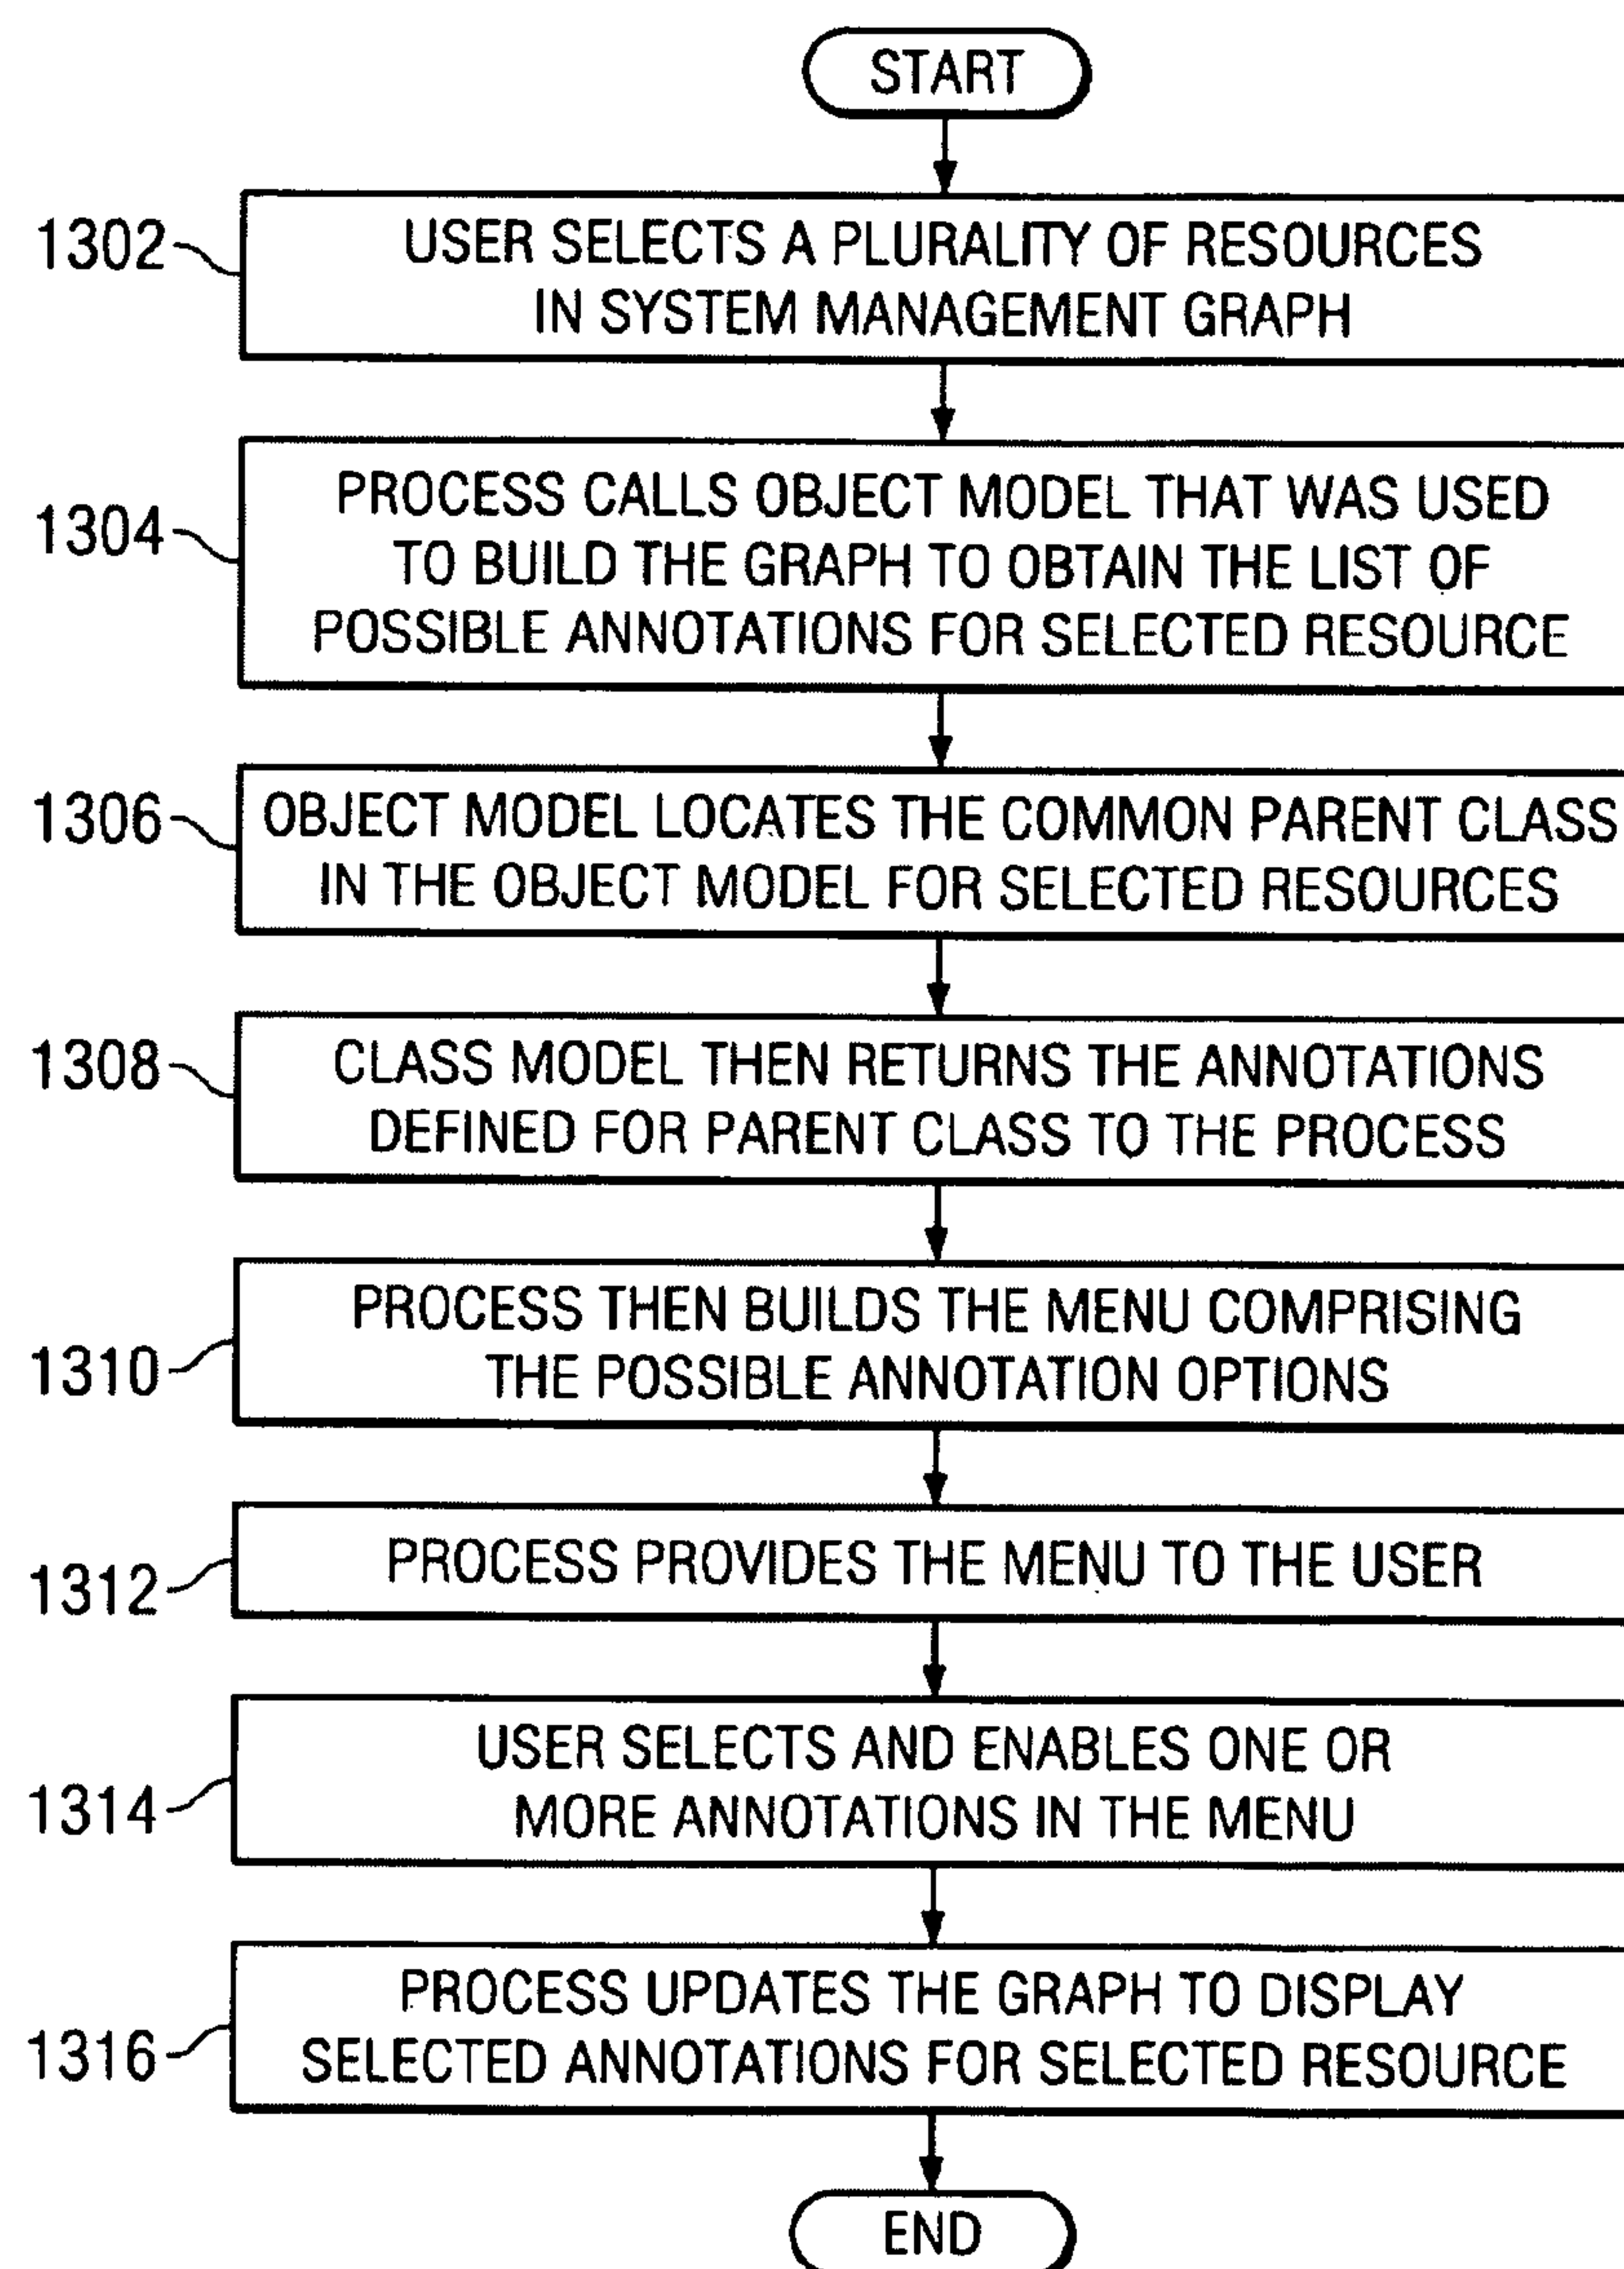 START
1302
USER SELECTS A PLURALITY OF RESOURCES
IN SYSTEM MANAGEMENT GRAPH
1304
PROCESS CALLS OBJECT MODEL THAT WAS USED
TO BUILD THE GRAPH TO OBTAIN THE LIST OF
POSSIBLE ANNOTATIONS FOR SELECTED RESOURCE
1306
OBJECT MODEL LOCATES THE COMMON PARENT CLASS
IN THE OBJECT MODEL FOR SELECTED RESOURCES
1308
CLASS MODEL THEN RETURNS THE ANNOTATIONS
DEFINED FOR PARENT CLASS TO THE PROCESS
1310
PROCESS THEN BUILDS THE MENU COMPRISING
THE POSSIBLE ANNOTATION OPTIONS
1312
PROCESS PROVIDES THE MENU TO THE USER
1314
USER SELECTS AND ENABLES ONE OR
MORE ANNOTATIONS IN THE MENU
1316
PROCESS UPDATES THE GRAPH TO DISPLAY
SELECTED ANNOTATIONS FOR SELECTED RESOURCE
END